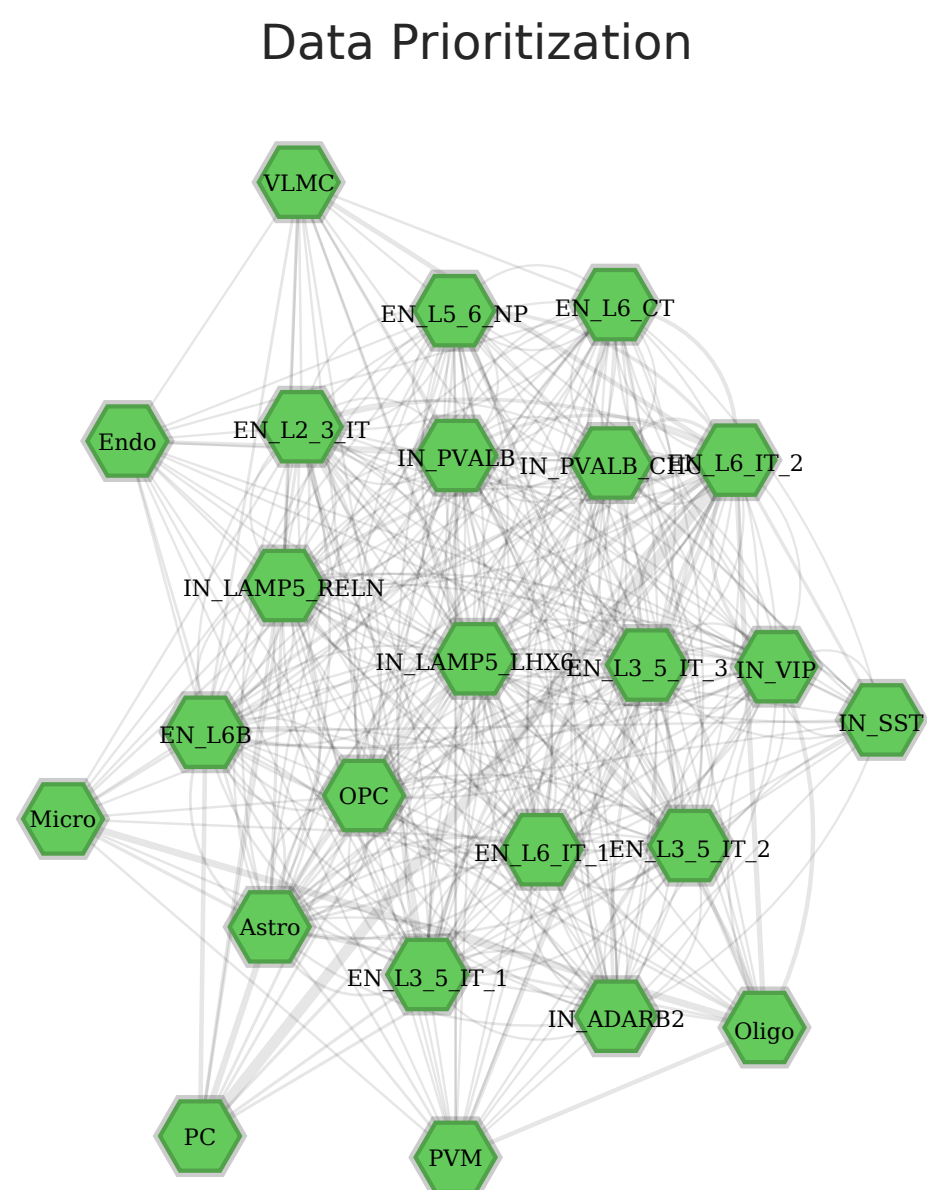 Data Prioritization
VLMC
EN_L5_6_NP
EN_L6_CT
Endo
EN_L2_3_IT
IN_PVALB
IN_PVALB_CHC
EN_L6_IT_2
IN_LAMP5_RELN
IN_LAMP5_LHX6
EN_L3_5_IT_3
IN_VIP
IN_SST
EN_L6B
OPC
Micro
EN_L6_IT_1
EN_L3_5_IT_2
Astro
EN_L3_5_IT_1
IN_ADARB2
Oligo
PC
PVM